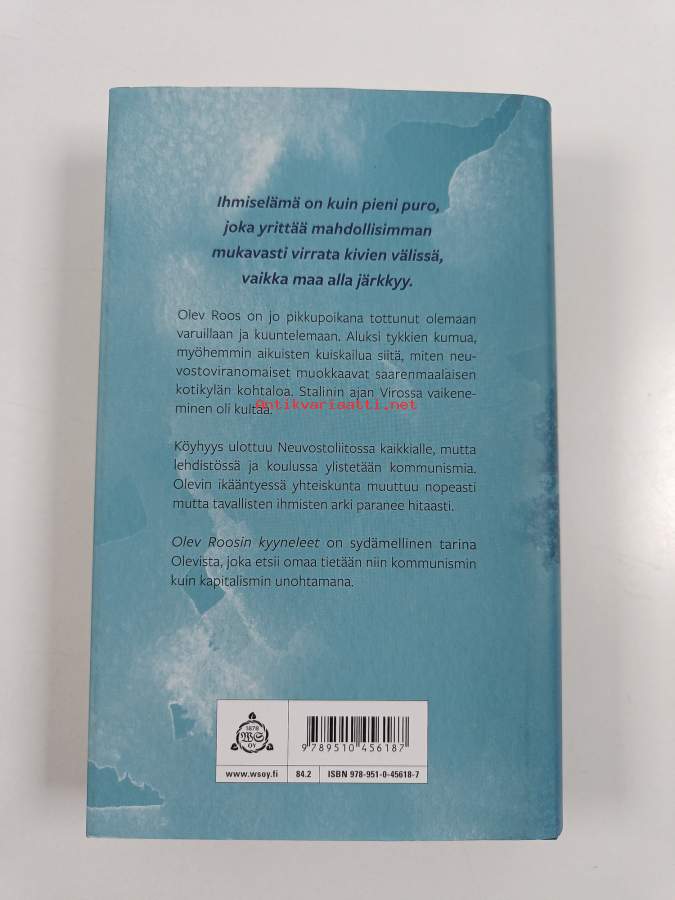 Ihmiselämä on kuin pieni puro,
joka yrittää mahdollisimman
mukavasti virrata kivien välissä,
vaikka maa alla järkkyy.
Olev Roos on jo pikkupoikana tottunut olemaan
varuillaan ja kuuntelemaan. Aluksi tykkien kumua,
myöhemmin aikuisten kuiskailua siitä, miten neu-
vostoviranomaiset muokkaavat saarenmaalaisen
kotikylän kohtaloa. Stalinin ajan Virossa vaikene-
minen oli kultaa.
Antikvariaatti.net
Köyhyys ulottuu Neuvostoliitossa kaikkialle, mutta
lehdistössä ja koulussa ylistetään kommunismia.
Olevin ikääntyessä yhteiskunta muuttuu nopeasti
mutta tavallisten ihmisten arki paranee hitaasti.
Olev Roosin kyyneleet on sydämellinen tarina
Olevista, joka etsii omaa tietään niin kommunismin
kuin kapitalismin unohtamana.
1878
WS
OY
9 789510 456187
www.wsoy.fi 84.2 ISBN 978-951-0-45618-7